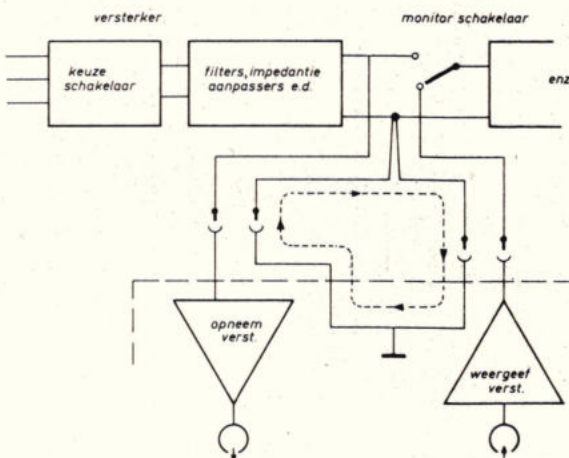 versterker
monitor schakelaar
keuze
schakelaar
filters, impedantie
aanpassers e.d.
enz
opneem
verst.
weergeef
verst.